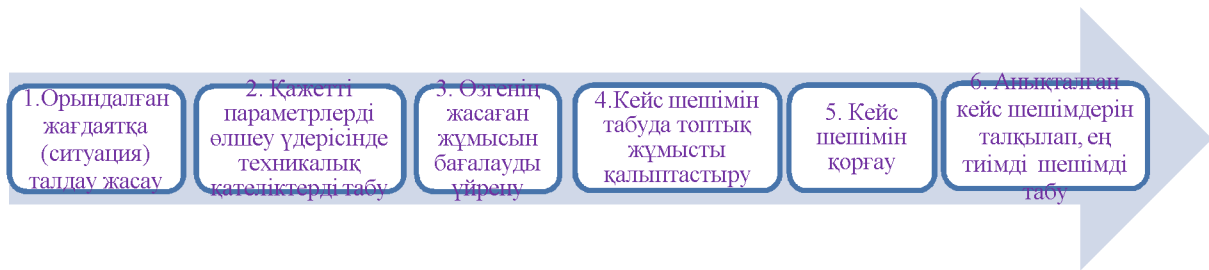 1.Орындалған
жағдаятқа
(ситуация)
талдау жасау
2. Қажетті
параметрлерді
өлшеу үдерісінде
техникалық
қателіктерді табу
3. Өзгенің
жасаған
жұмысын
бағалауды
үйрену
4.Кейс шешімін
табуда топтық
жұмысты
қалыптастыру
5. Кейс
шешімін
қорғау
6. Анықталған
кейс шешімдерін
талқылап, ең
тиімді шешімді
табу